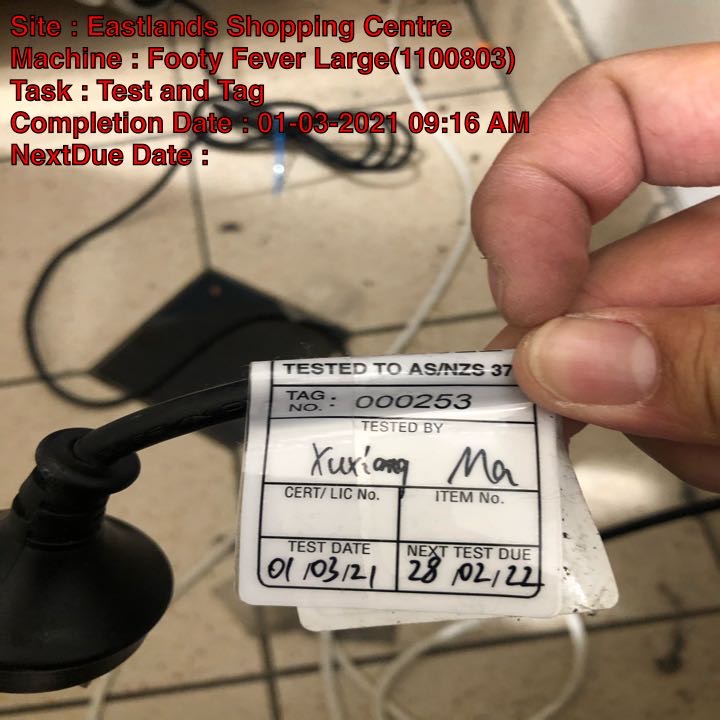 Site : Eastlands Shopping Centre
Machine : Footy Fever Large(1100803)
Task : Test and Tag
Completion Date : 01-03-2021 09:16 AM
NextDue Date :
TESTED TO AS/NZS 37
TAG NO. : 000253
TESTED BY
Xuxiang Ma
CERT/ LIC No.
ITEM No.
TEST DATE
NEXT TEST DUE
01/03/21
28/02/22